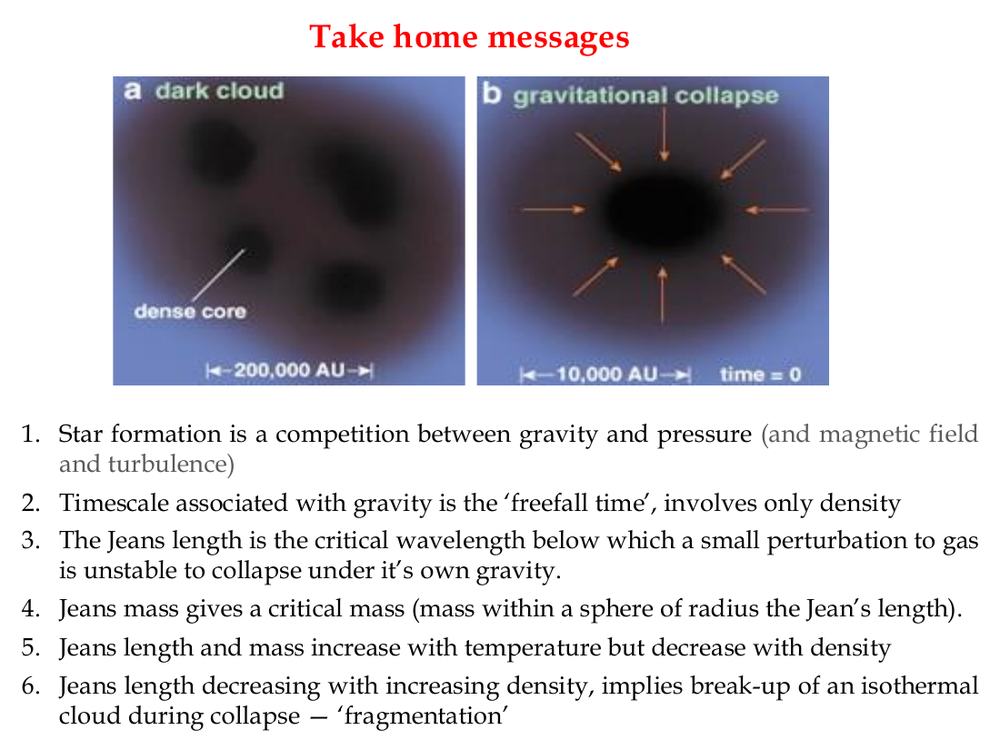 Take home messages
a dark cloud
dense core
200,000 AU
b gravitational collapse
10,000 AU
time = 0
1. Star formation is a competition between gravity and pressure (and magnetic field
and turbulence)
2. Timescale associated with gravity is the ‘freefall time’, involves only density
3. The Jeans length is the critical wavelength below which a small perturbation to gas
is unstable to collapse under it’s own gravity.
4. Jeans mass gives a critical mass (mass within a sphere of radius the Jean’s length).
5. Jeans length and mass increase with temperature but decrease with density
6. Jeans length decreasing with increasing density, implies break-up of an isothermal
cloud during collapse — ‘fragmentation’